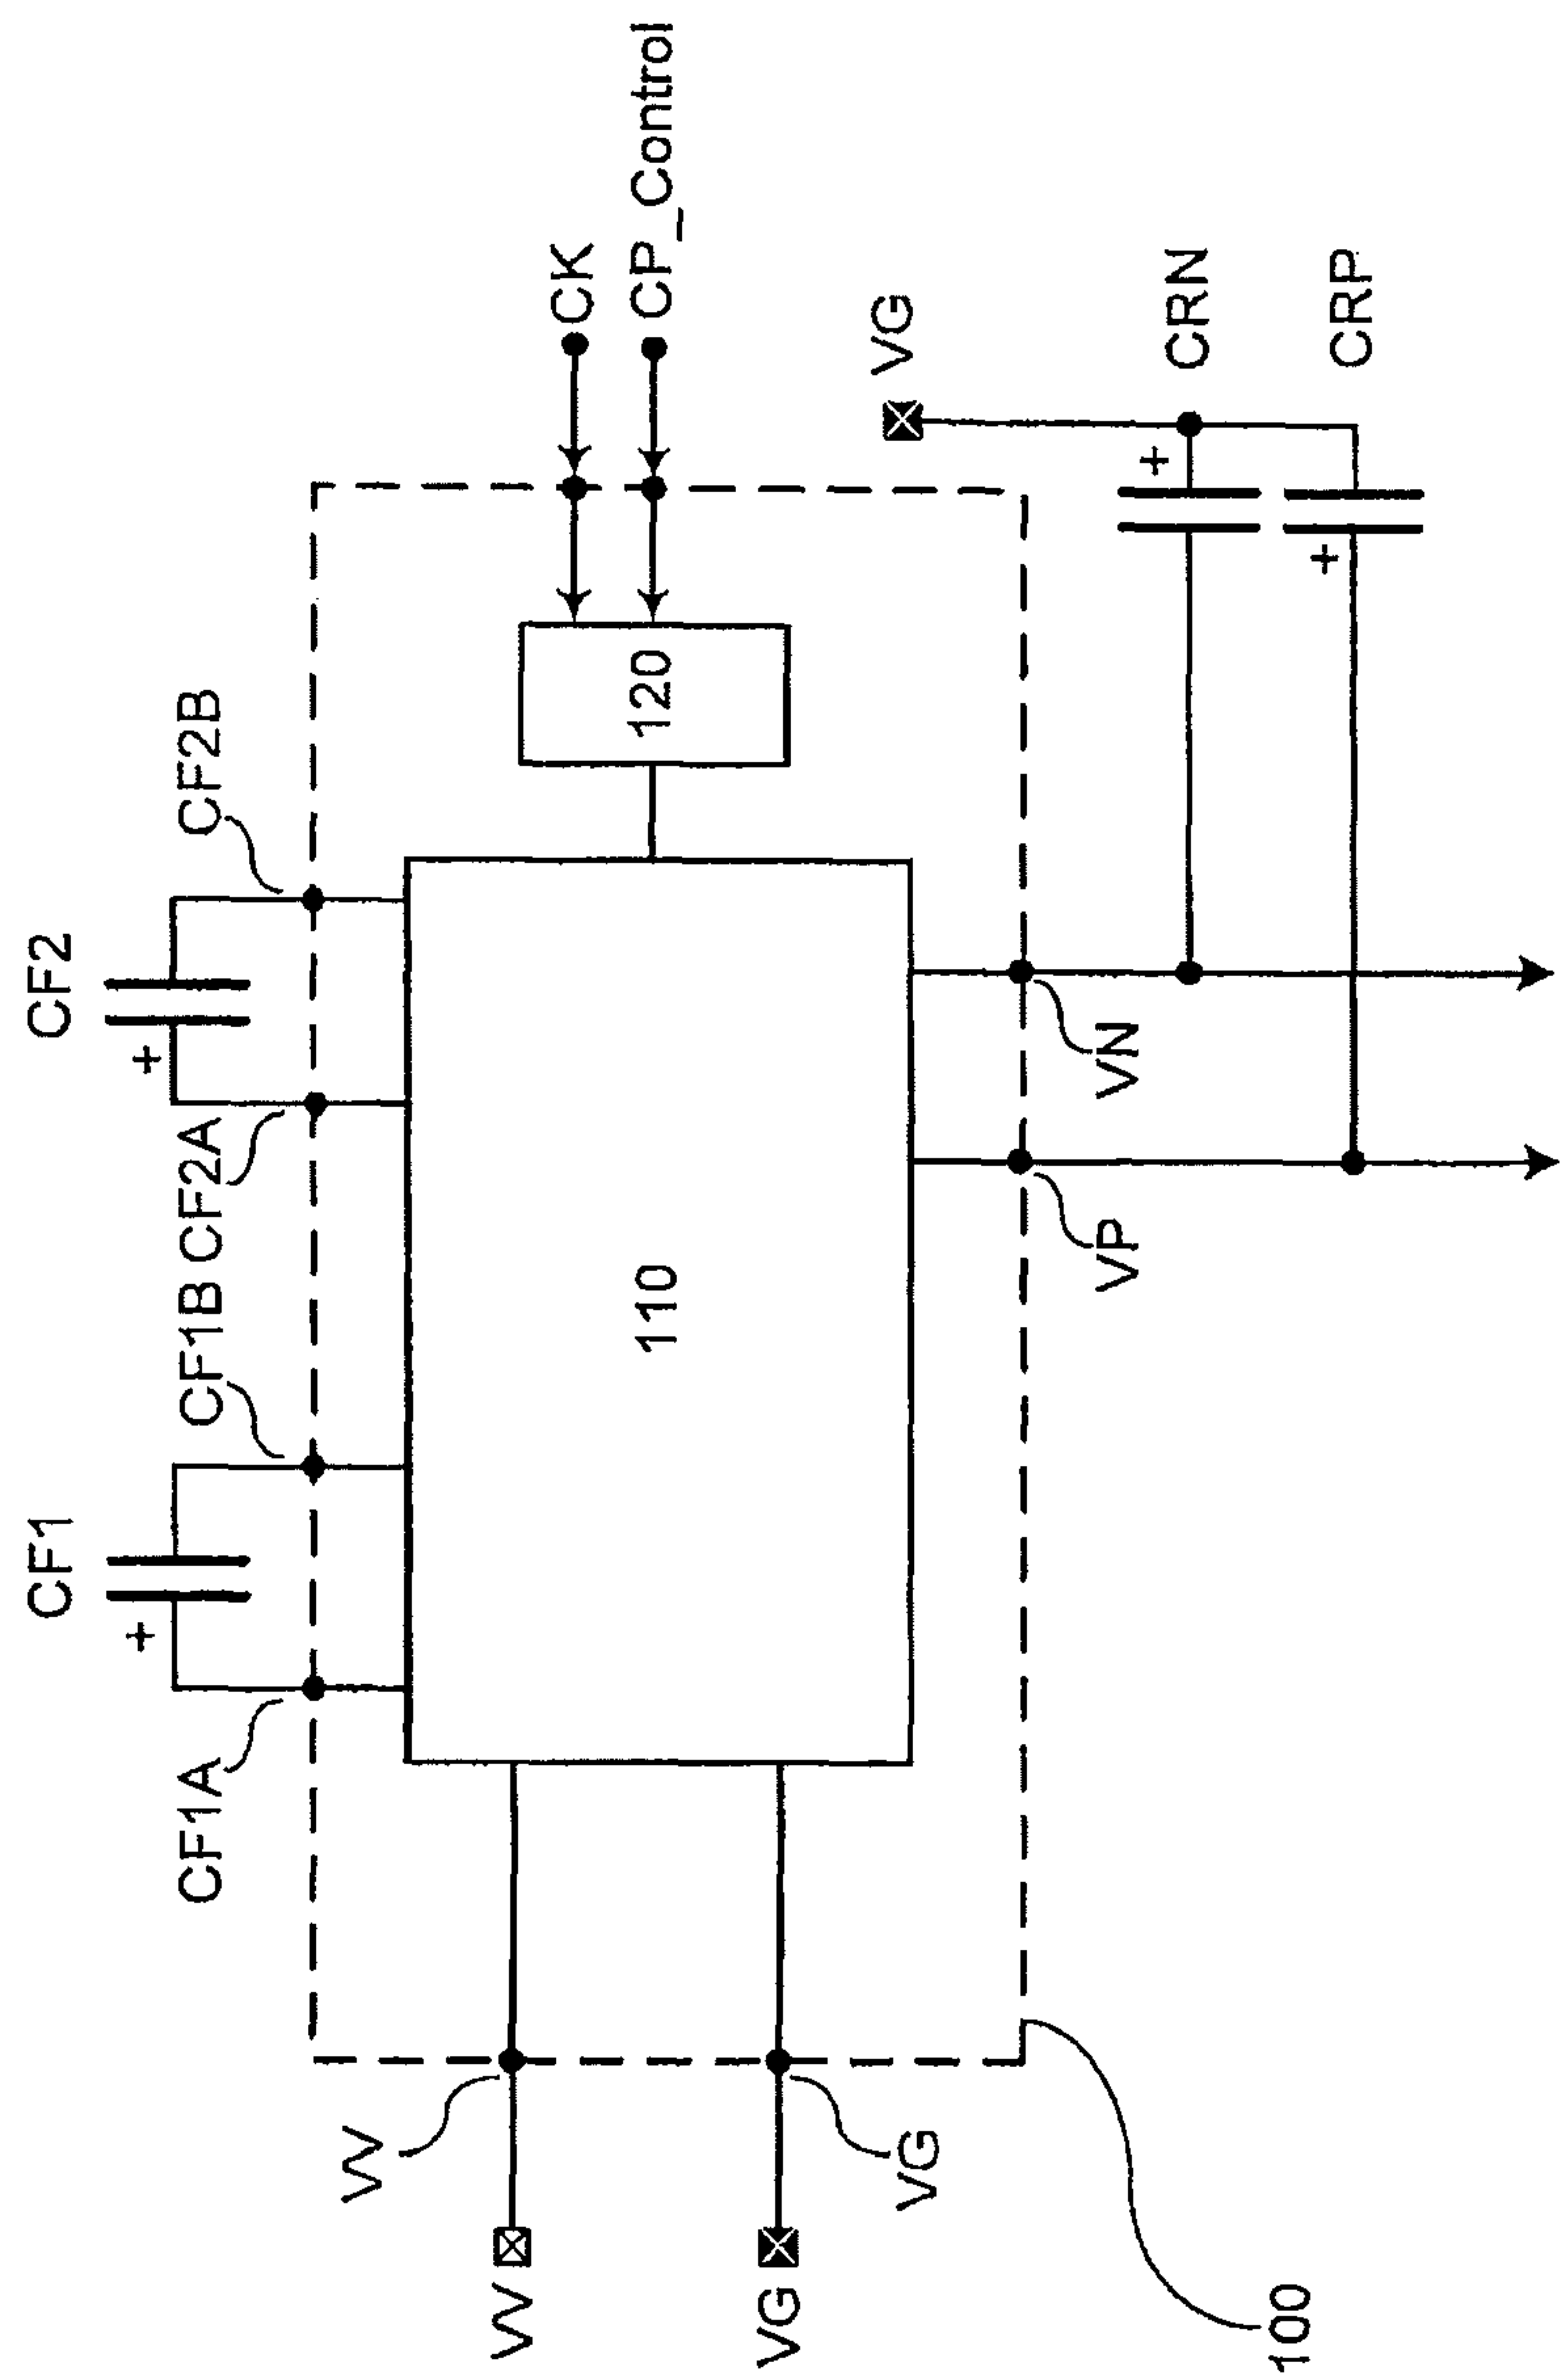 CF1
CF2
CF1A
CF1B
CF2A
CF2B
+
+
CK
CP_Control
VV
VV
110
120
VG
VG
VG
VP
VN
+
CRN
+
CRP
100